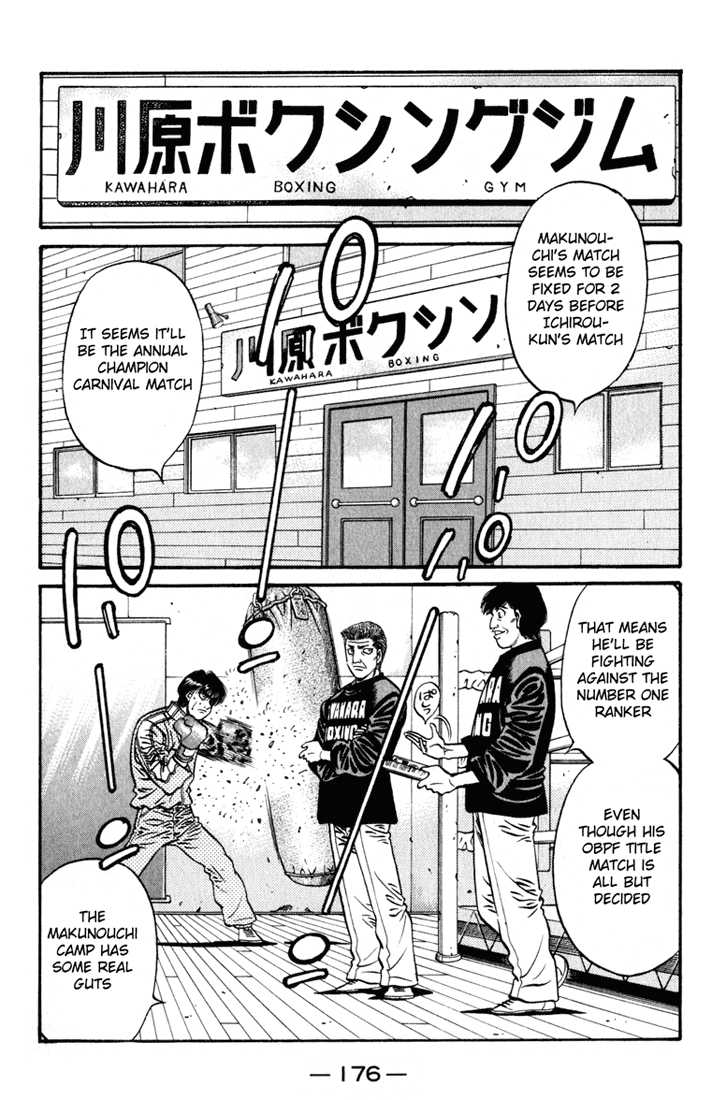 川原ボクシングジム
KAWAHARA BOXING GYM
MAKUNOU-
CHI'S MATCH
SEEMS TO BE
FIXED FOR 2
DAYS BEFORE
ICHIROU-
KUN'S MATCH
IT SEEMS IT'LL
BE THE ANNUAL
CHAMPION
CARNIVAL MATCH
川原ボクシン
KAWAHARA BOXING
THAT MEANS
HE'LL BE
FIGHTING
AGAINST THE
NUMBER ONE
RANKER
EVEN
THOUGH HIS
OBPF TITLE
MATCH IS
ALL BUT
DECIDED
THE
MAKUNOUCHI
CAMP HAS
SOME REAL
GUTS
— 176 —